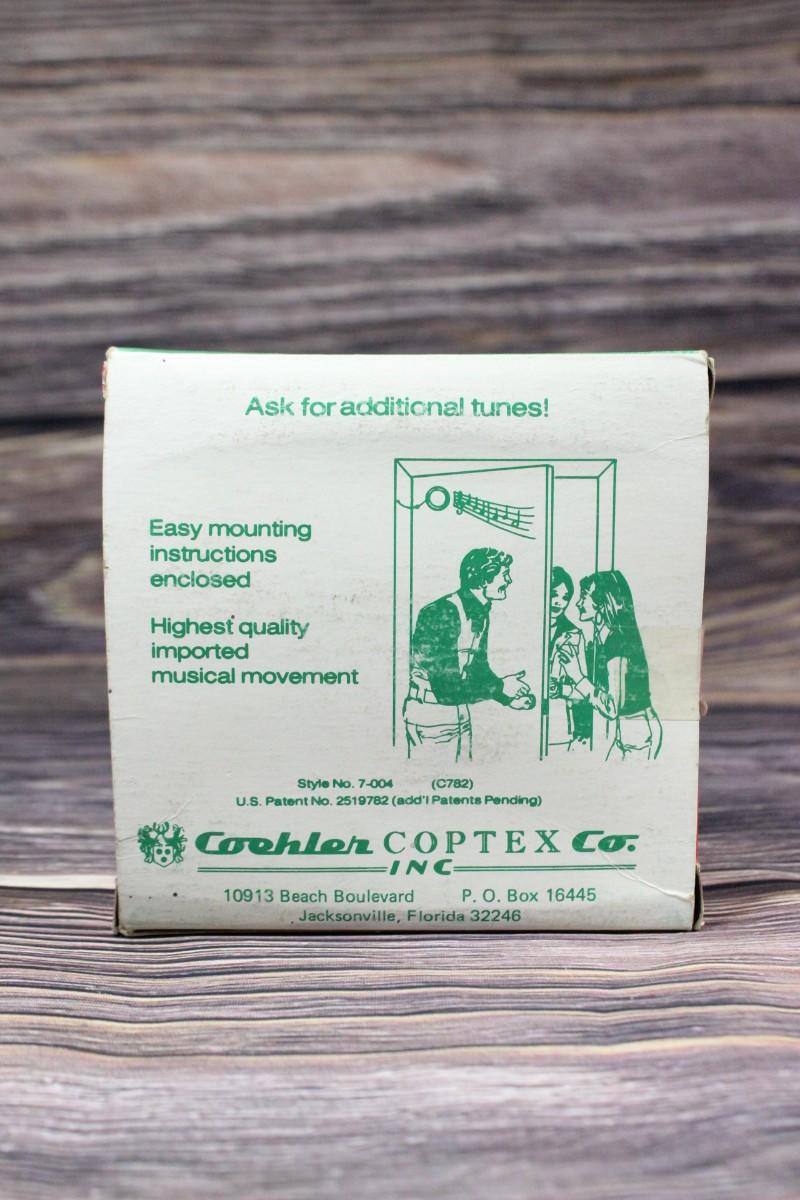 Ask for additional tunes!
Easy mounting
instructions
enclosed
Highest quality
imported
musical movement
Style No. 7-004 (C782)
U.S. Patent No. 2519782 (add'l Patents Pending)
Coehler COPTEX Co.
INC
10913 Beach Boulevard P. O. Box 16445
Jacksonville, Florida 32246